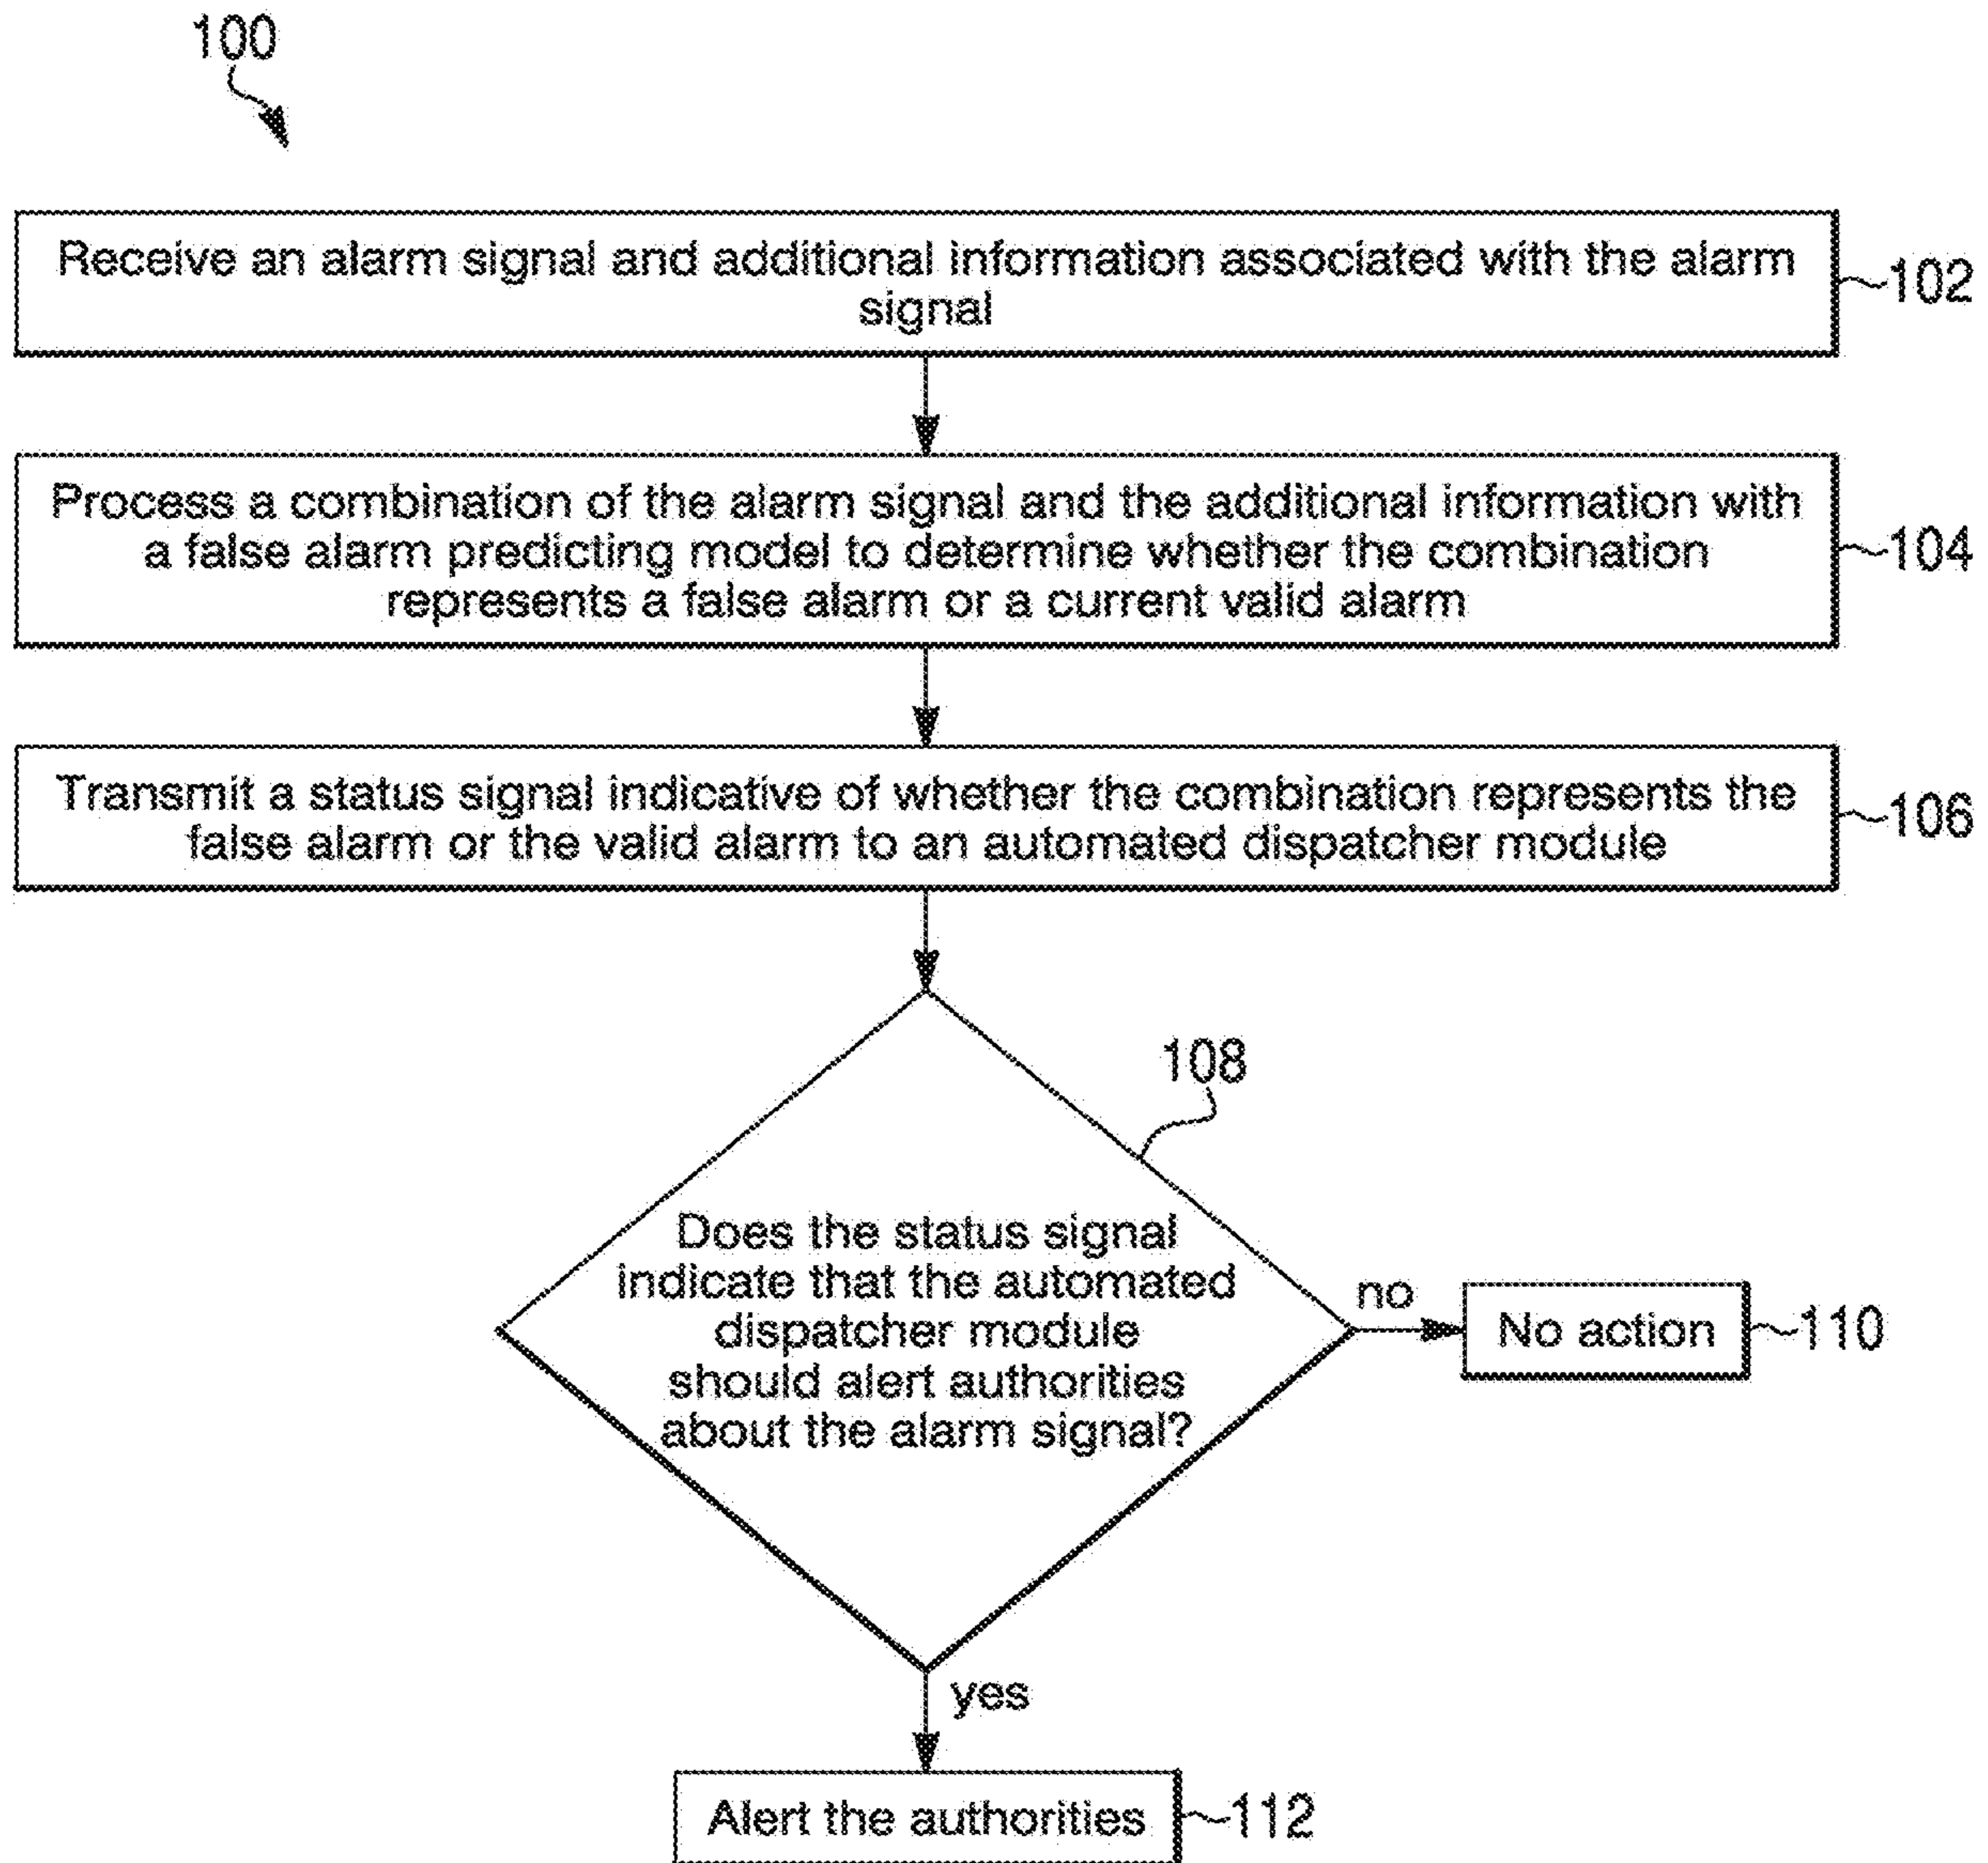 100
Receive an alarm signal and additional information associated with the alarm
signal
102
Process a combination of the alarm signal and the additional information with
a false alarm predicting model to determine whether the combination
represents a false alarm or a current valid alarm
104
Transmit a status signal indicative of whether the combination represents the
false alarm or the valid alarm to an automated dispatcher module
106
108
Does the status signal
indicate that the automated
dispatcher module
should alert authorities
about the alarm signal?
no
No action
110
yes
Alert the authorities
112